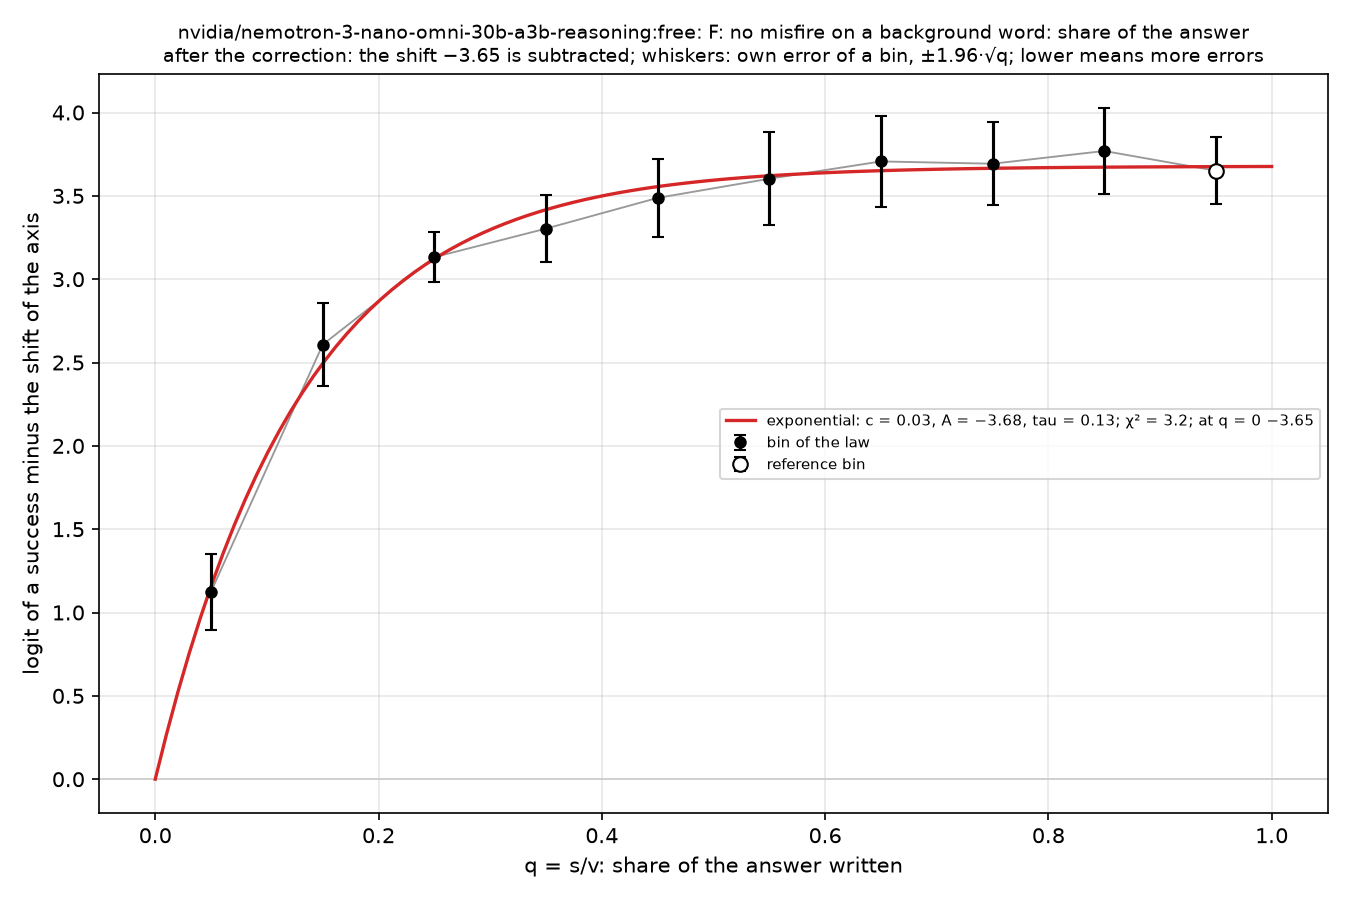 nvidia/nemotron-3-nano-omni-30b-a3b-reasoning:free: F: no misfire on a background word: share of the answer
after the correction: the shift −3.65 is subtracted; whiskers: own error of a bin, ±1.96·√q; lower means more errors
logit of a success minus the shift of the axis
4.0
3.5
3.0
2.5
2.0
1.5
1.0
0.5
0.0
exponential: c = 0.03, A = −3.68, tau = 0.13; χ² = 3.2; at q = 0 −3.65
bin of the law
reference bin
0.0 0.2 0.4 0.6 0.8 1.0
q = s/v: share of the answer written